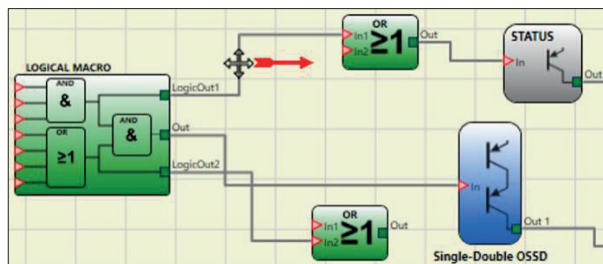 LOGICAL MACRO
AND
&
OR
≥1
AND
&
LogicOut1
Out
LogicOut2
OR
≥1
In1
In2
Out
STATUS
In
Out
OR
≥1
In1
In2
Out
In
Out 1
Single-Double OSSD